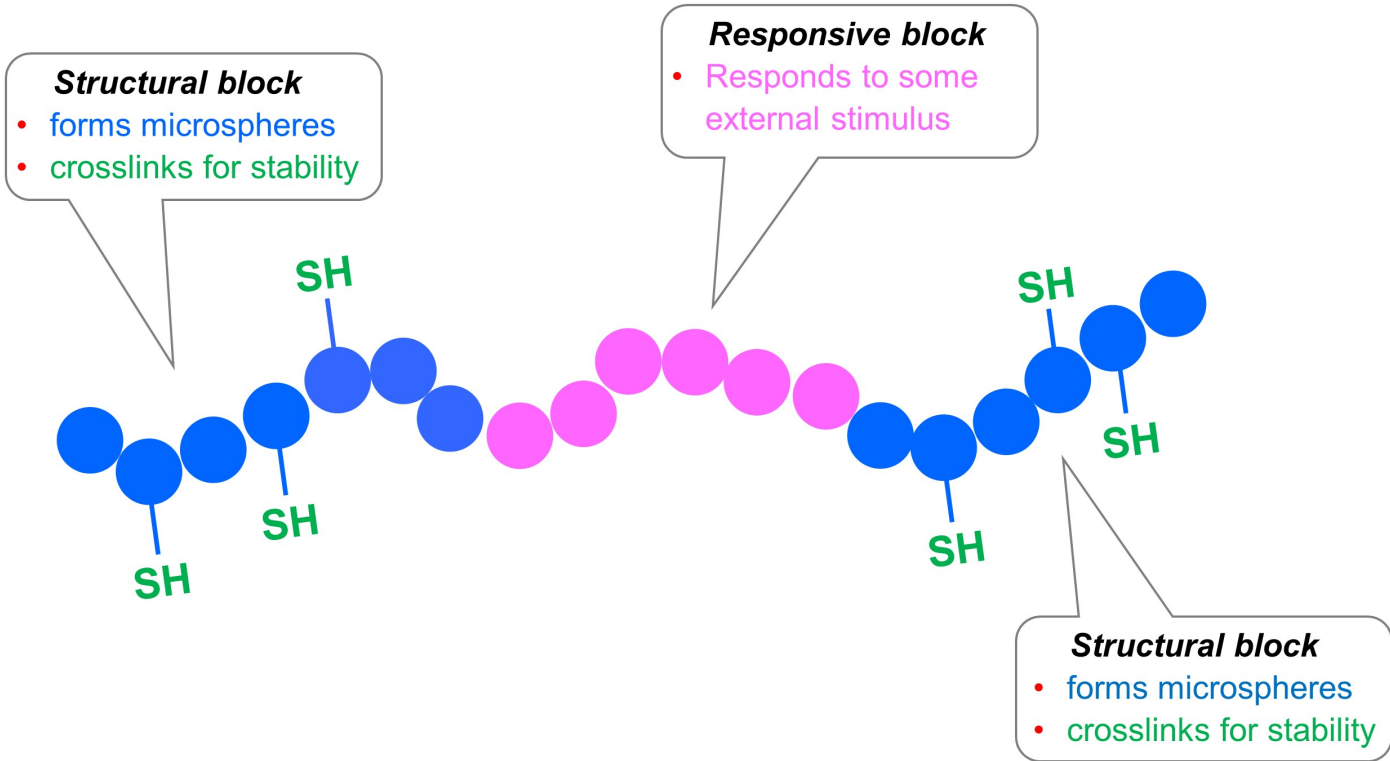 Structural block
• forms microspheres
• crosslinks for stability
Responsive block
• Responds to some
external stimulus
SH
SH
SH
SH
SH
SH
Structural block
• forms microspheres
• crosslinks for stability